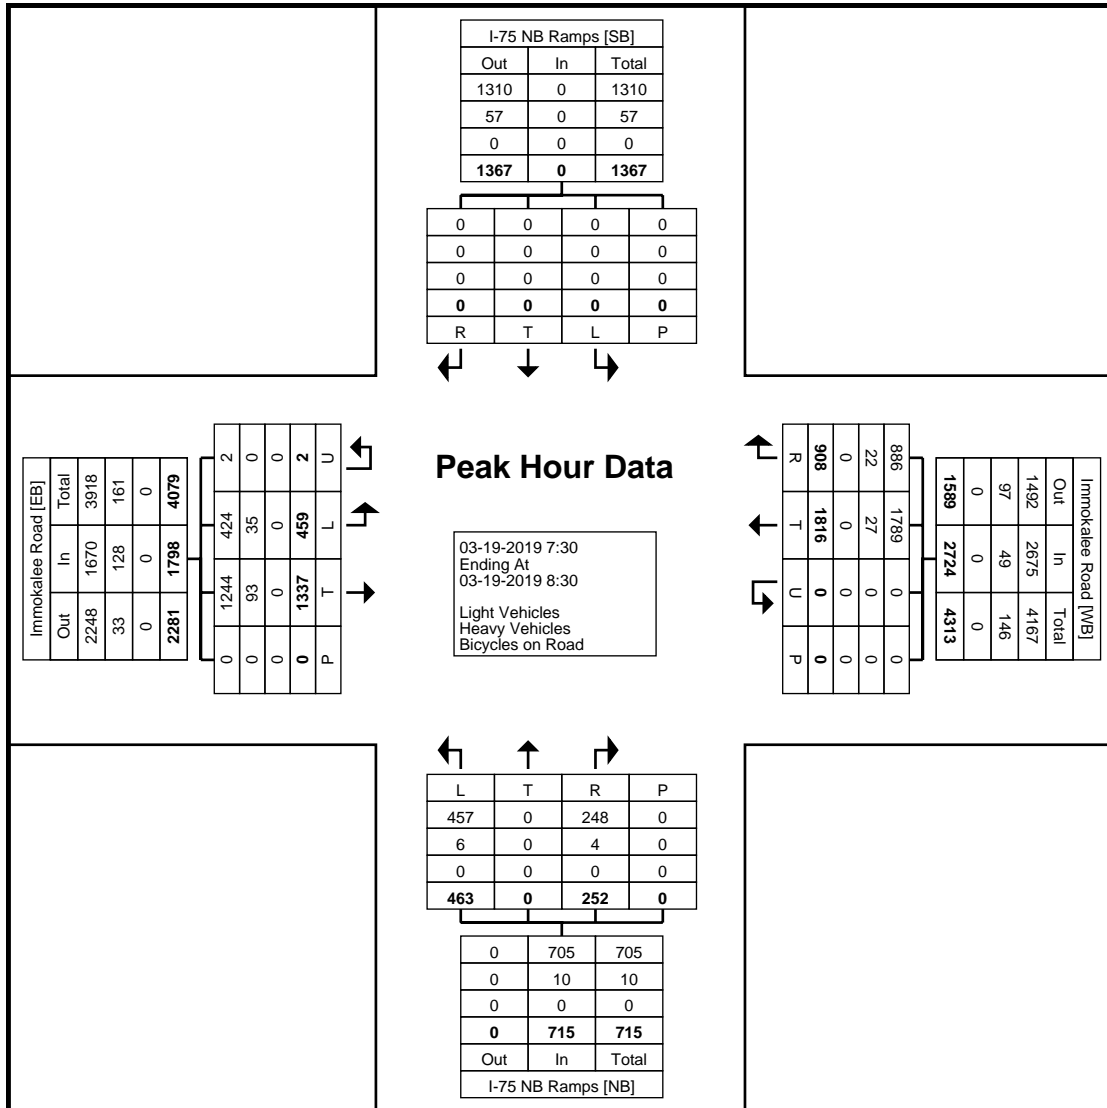 I-75 NB Ramps [SB]
Out In Total
1310 0 1310
57 0 57
0 0 0
1367 0 1367
0 0 0 0
0 0 0 0
0 0 0 0
0 0 0 0
R T L P
Immokalee Road [EB]
Total In Out
3918 1670 2248
161 128 33
0 0 0
4079 1798 2281
2 424 1244 0
0 35 93 0
0 0 0 0
2 459 1337 0
U L T P
Peak Hour Data
03-19-2019 7:30
Ending At
03-19-2019 8:30
Light Vehicles
Heavy Vehicles
Bicycles on Road
Immokalee Road [WB]
Out In Total
1492 2675 4167
97 49 146
0 0 0
1589 2724 4313
886 1789 0 0
22 27 0 0
0 0 0 0
908 1816 0 0
R T U P
L T R P
457 0 248 0
6 0 4 0
0 0 0 0
463 0 252 0
0 705 705
0 10 10
0 0 0
0 715 715
Out In Total
I-75 NB Ramps [NB]